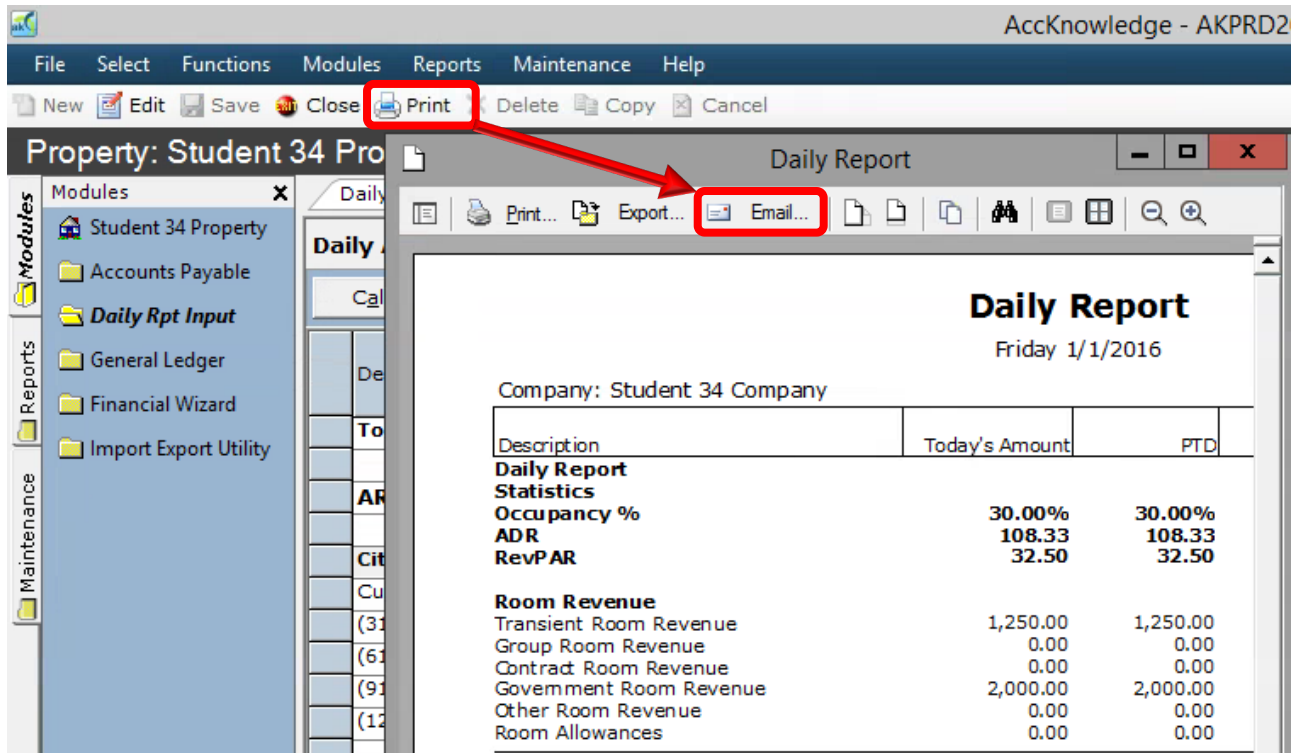 AccKnowledge - AKPRD2
File Select Functions Modules Reports Maintenance Help
New Edit Save Close Print Delete Copy Cancel
Property: Student 34 Pro
Modules
Reports
Maintenance
Modules x
Student 34 Property
Accounts Payable
Daily Rpt Input
General Ledger
Financial Wizard
Import Export Utility
Daily
Daily
Cal
De
To
AR
Cit
Cu
(31
(61
(91
(12
Daily Report
Print... Export... Email...
Daily Report
Friday 1/1/2016
Company: Student 34 Company
Description Today's Amount PTD
Daily Report
Statistics
Occupancy % 30.00% 30.00%
ADR 108.33 108.33
RevPAR 32.50 32.50
Room Revenue
Transient Room Revenue 1,250.00 1,250.00
Group Room Revenue 0.00 0.00
Contract Room Revenue 0.00 0.00
Government Room Revenue 2,000.00 2,000.00
Other Room Revenue 0.00 0.00
Room Allowances 0.00 0.00